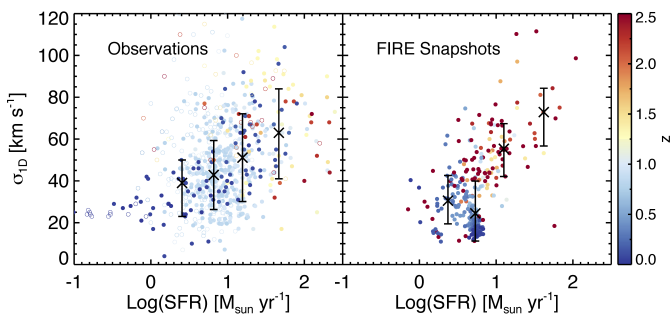 120
100
80
60
40
20
0
Observations
FIRE Snapshots
σ1D [km s-1]
2.5
2.0
1.5
1.0
0.5
0.0
z
-1 0 1 2 -1 0 1 2
Log(SFR) [Msun yr-1] Log(SFR) [Msun yr-1]